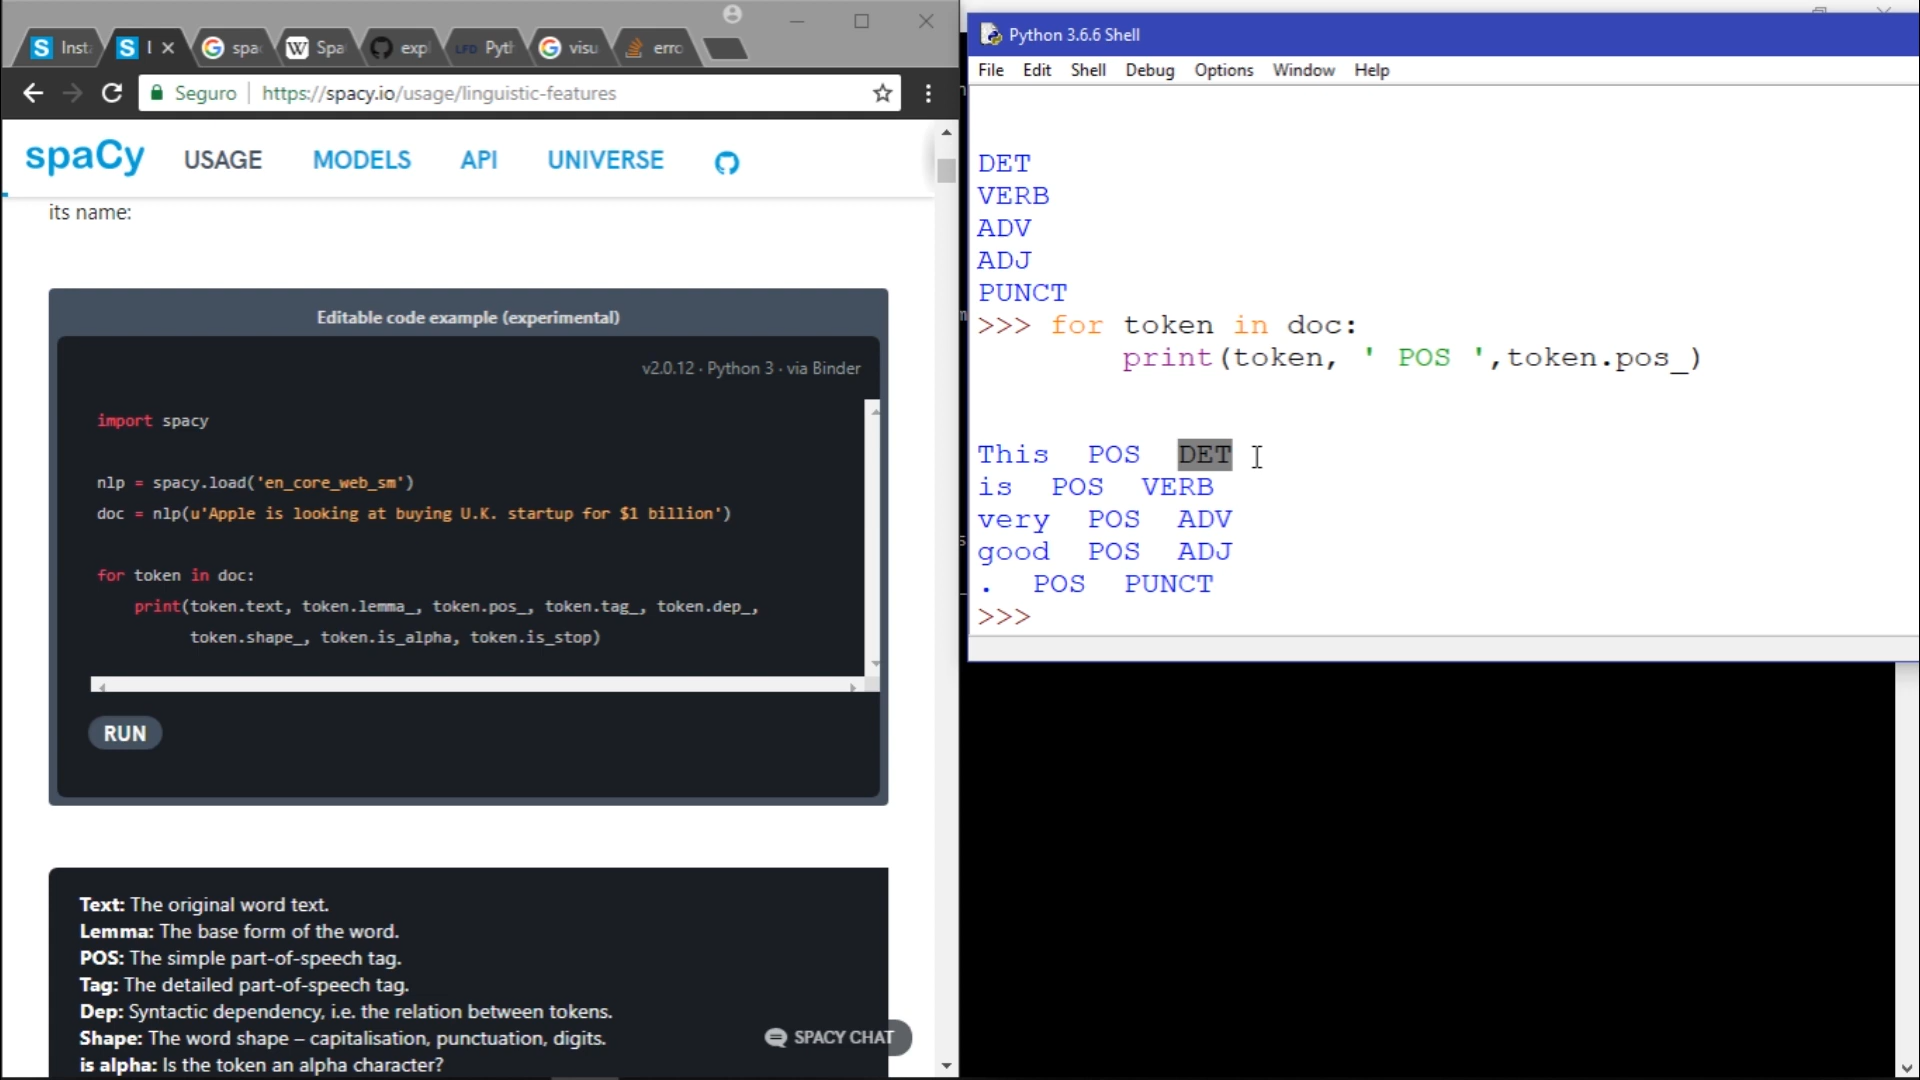 Inst
I
spa
Spa
expl
LFD Pyth
visu
erro
Seguro
https://spacy.io/usage/linguistic-features
spaCy USAGE MODELS API UNIVERSE
its name:
Editable code example (experimental)
v2.0.12 · Python 3 · via Binder
import spacy
nlp = spacy.load('en_core_web_sm')
doc = nlp(u'Apple is looking at buying U.K. startup for $1 billion')
for token in doc:
print(token.text, token.lemma_, token.pos_, token.tag_, token.dep_,
token.shape_, token.is_alpha, token.is_stop)
RUN
Text: The original word text.
Lemma: The base form of the word.
POS: The simple part-of-speech tag.
Tag: The detailed part-of-speech tag.
Dep: Syntactic dependency, i.e. the relation between tokens.
Shape: The word shape – capitalisation, punctuation, digits.
is alpha: Is the token an alpha character?
SPACY CHAT
Python 3.6.6 Shell
File Edit Shell Debug Options Window Help
DET
VERB
ADV
ADJ
PUNCT
>>> for token in doc:
print(token, ' POS ',token.pos_)
This POS DET
is POS VERB
very POS ADV
good POS ADJ
. POS PUNCT
>>>